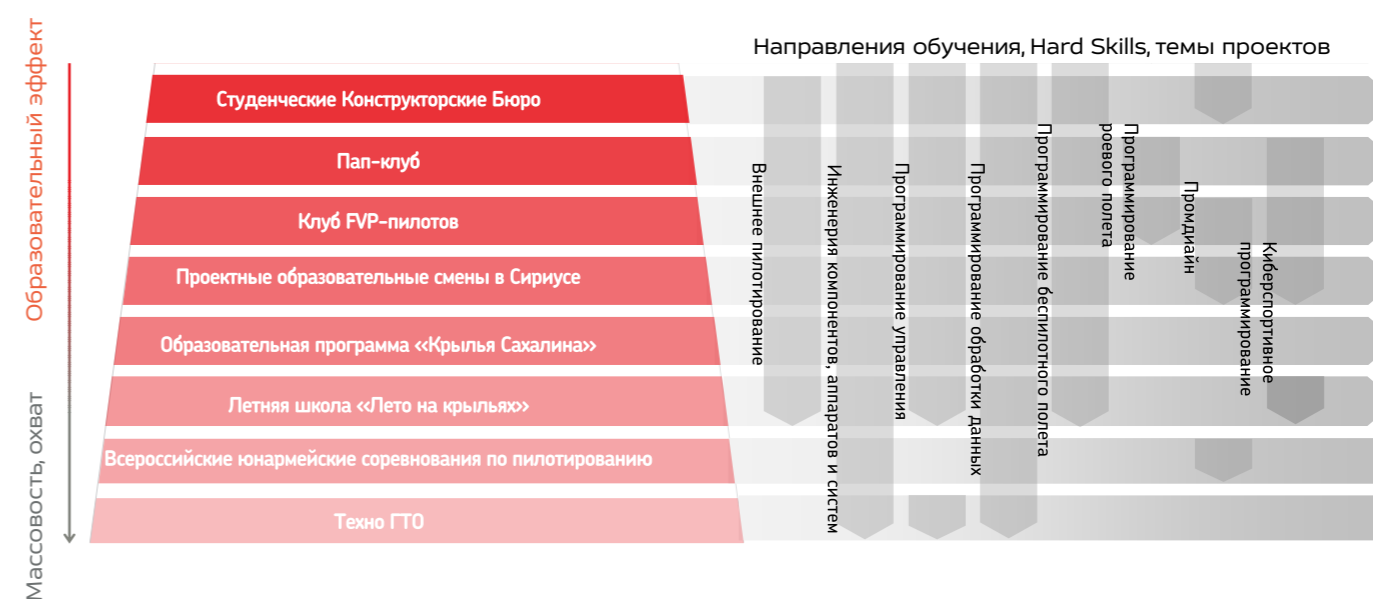 Образовательный эффект
Массовость, охват
Направления обучения, Hard Skills, темы проектов
Студенческие Конструкторские Бюро
Пап-клуб
Клуб FVP-пилотов
Проектные образовательные смены в Сириусе
Образовательная программа «Крылья Сахалина»
Летняя школа «Лето на крыльях»
Всероссийские юнармейские соревнования по пилотированию
Техно ГТО
Внешнее пилотирование
Инженерия компонентов, аппаратов и систем
Программирование управления
Программирование обработки данных
Программирование беспилотного полета
Программирование
роевого полета
Промдиайн
Киберспортивное
программирование